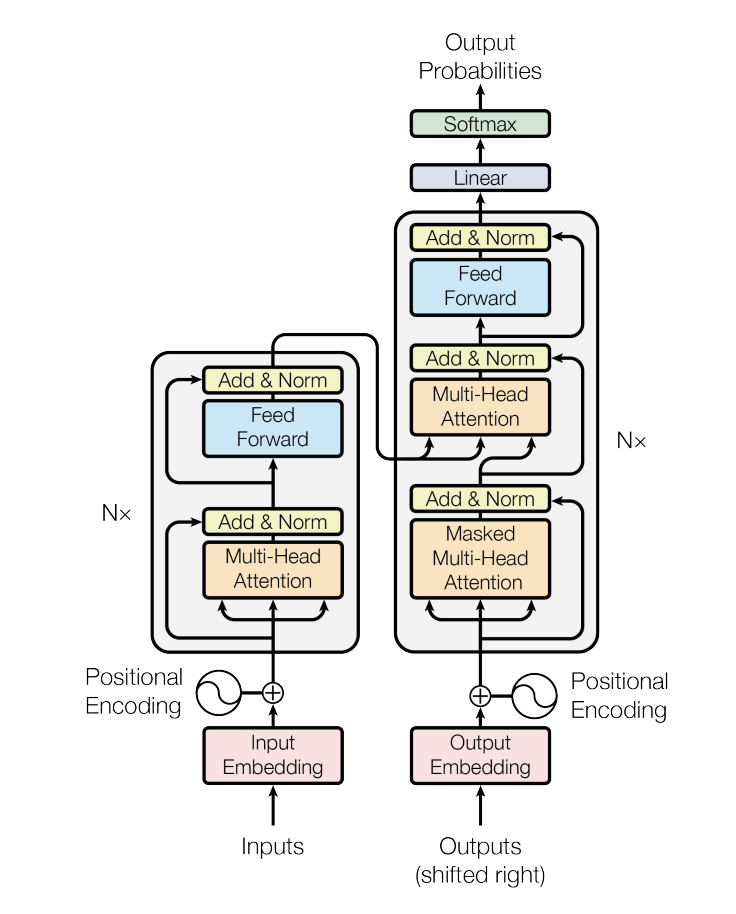 Output
Probabilities
Softmax
Linear
Add & Norm
Feed
Forward
Add & Norm
Multi-Head
Attention
Add & Norm
Masked
Multi-Head
Attention
N×
Add & Norm
Feed
Forward
Add & Norm
Multi-Head
Attention
N×
Positional
Encoding
Positional
Encoding
Input
Embedding
Output
Embedding
Inputs
Outputs
(shifted right)